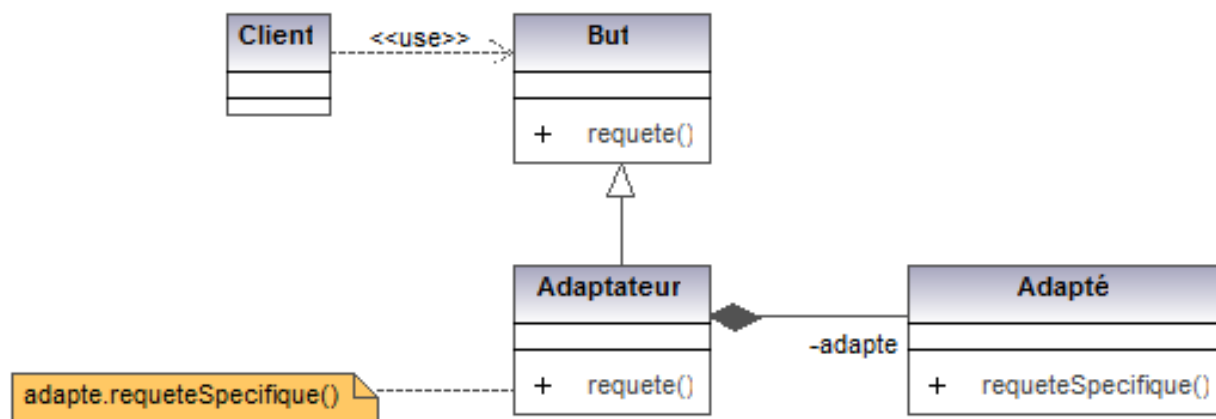 Client
<<use>>
But
+ requete()
Adaptateur
Adapté
-adapte
adapte.requeteSpecifique()
+ requete()
+ requeteSpecifique()